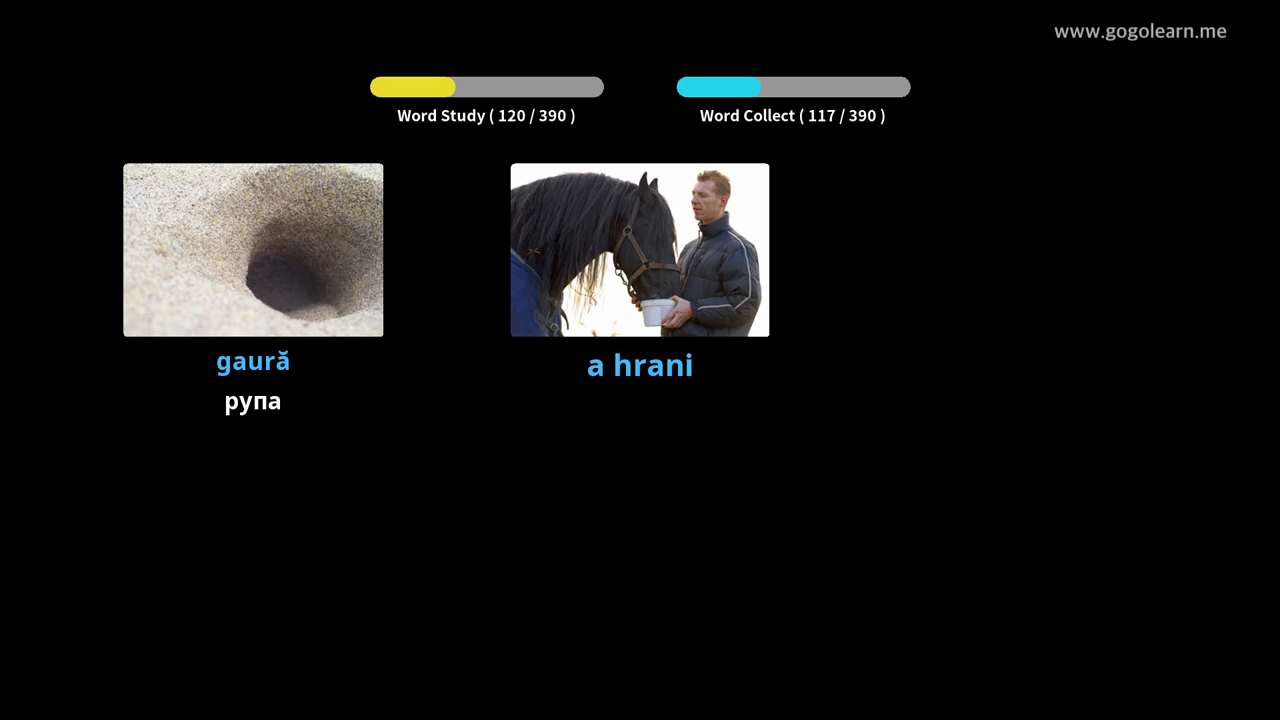 www.gogolearn.me
Word Study ( 120 / 390 )
Word Collect ( 117 / 390 )
gaură
рупа
a hrani